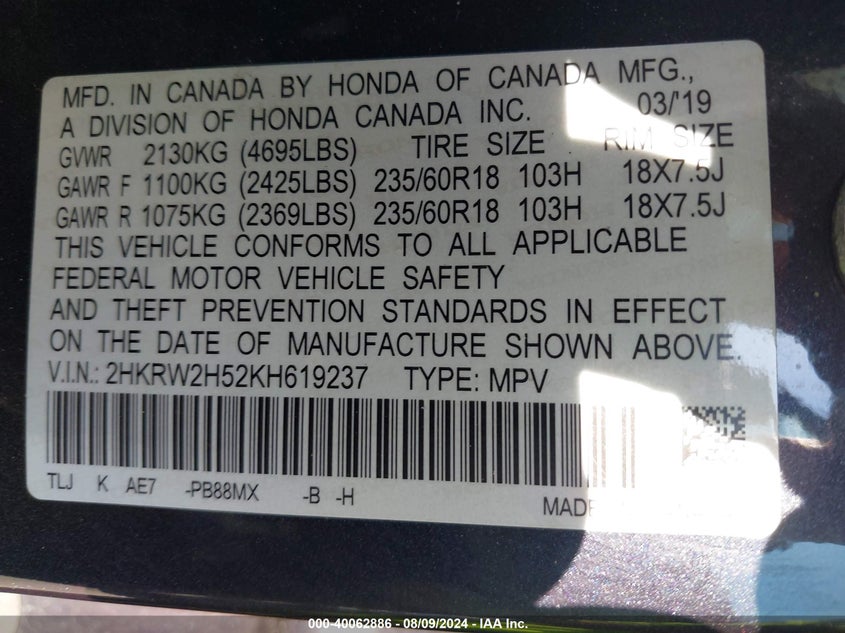 MFD. IN CANADA BY HONDA OF CANADA MFG.,
A DIVISION OF HONDA CANADA INC. 03/'19
GVWR 2130KG (4695LBS) TIRE SIZE RIM SIZE
GAWR F 1100KG (2425LBS) 235/60R18 103H 18X7.5J
GAWR R 1075KG (2369LBS) 235/60R18 103H 18X7.5J
THIS VEHICLE CONFORMS TO ALL APPLICABLE
FEDERAL MOTOR VEHICLE SAFETY
AND THEFT PREVENTION STANDARDS IN EFFECT
ON THE DATE OF MANUFACTURE SHOWN ABOVE.
V.I.N.: 2HKRW2H52KH619237 TYPE: MPV
TLJ K AE7 -PB88MX -B -H
MADE
000-40062886 - 08/09/2024 - IAA Inc.